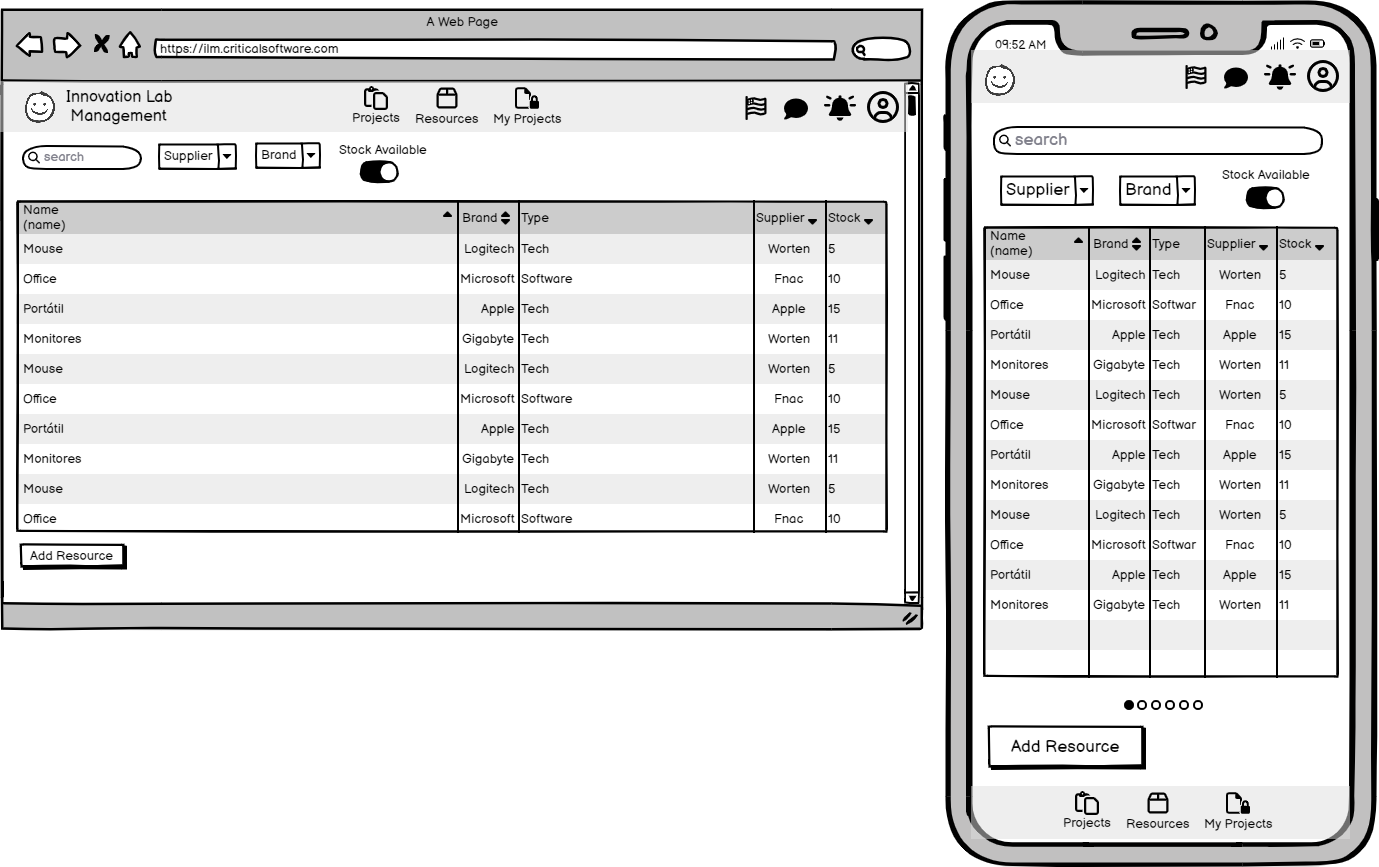 A Web Page
https://ilm.criticalsoftware.com
Innovation Lab
Management
Projects
Resources
My Projects
search
Supplier
Brand
Stock Available
Name
(name)
Brand Type Supplier Stock
Mouse Logitech Tech Worten 5
Office Microsoft Software Fnac 10
Portátil Apple Tech Apple 15
Monitores Gigabyte Tech Worten 11
Mouse Logitech Tech Worten 5
Office Microsoft Software Fnac 10
Portátil Apple Tech Apple 15
Monitores Gigabyte Tech Worten 11
Mouse Logitech Tech Worten 5
Office Microsoft Software Fnac 10
Add Resource
09:52 AM
search
Stock Available
Supplier
Brand
Name
(name)
Brand Type Supplier Stock
Mouse Logitech Tech Worten 5
Office Microsoft Softwar Fnac 10
Portátil Apple Tech Apple 15
Monitores Gigabyte Tech Worten 11
Mouse Logitech Tech Worten 5
Office Microsoft Softwar Fnac 10
Portátil Apple Tech Apple 15
Monitores Gigabyte Tech Worten 11
Mouse Logitech Tech Worten 5
Office Microsoft Softwar Fnac 10
Portátil Apple Tech Apple 15
Monitores Gigabyte Tech Worten 11
Add Resource
Projects
Resources
My Projects